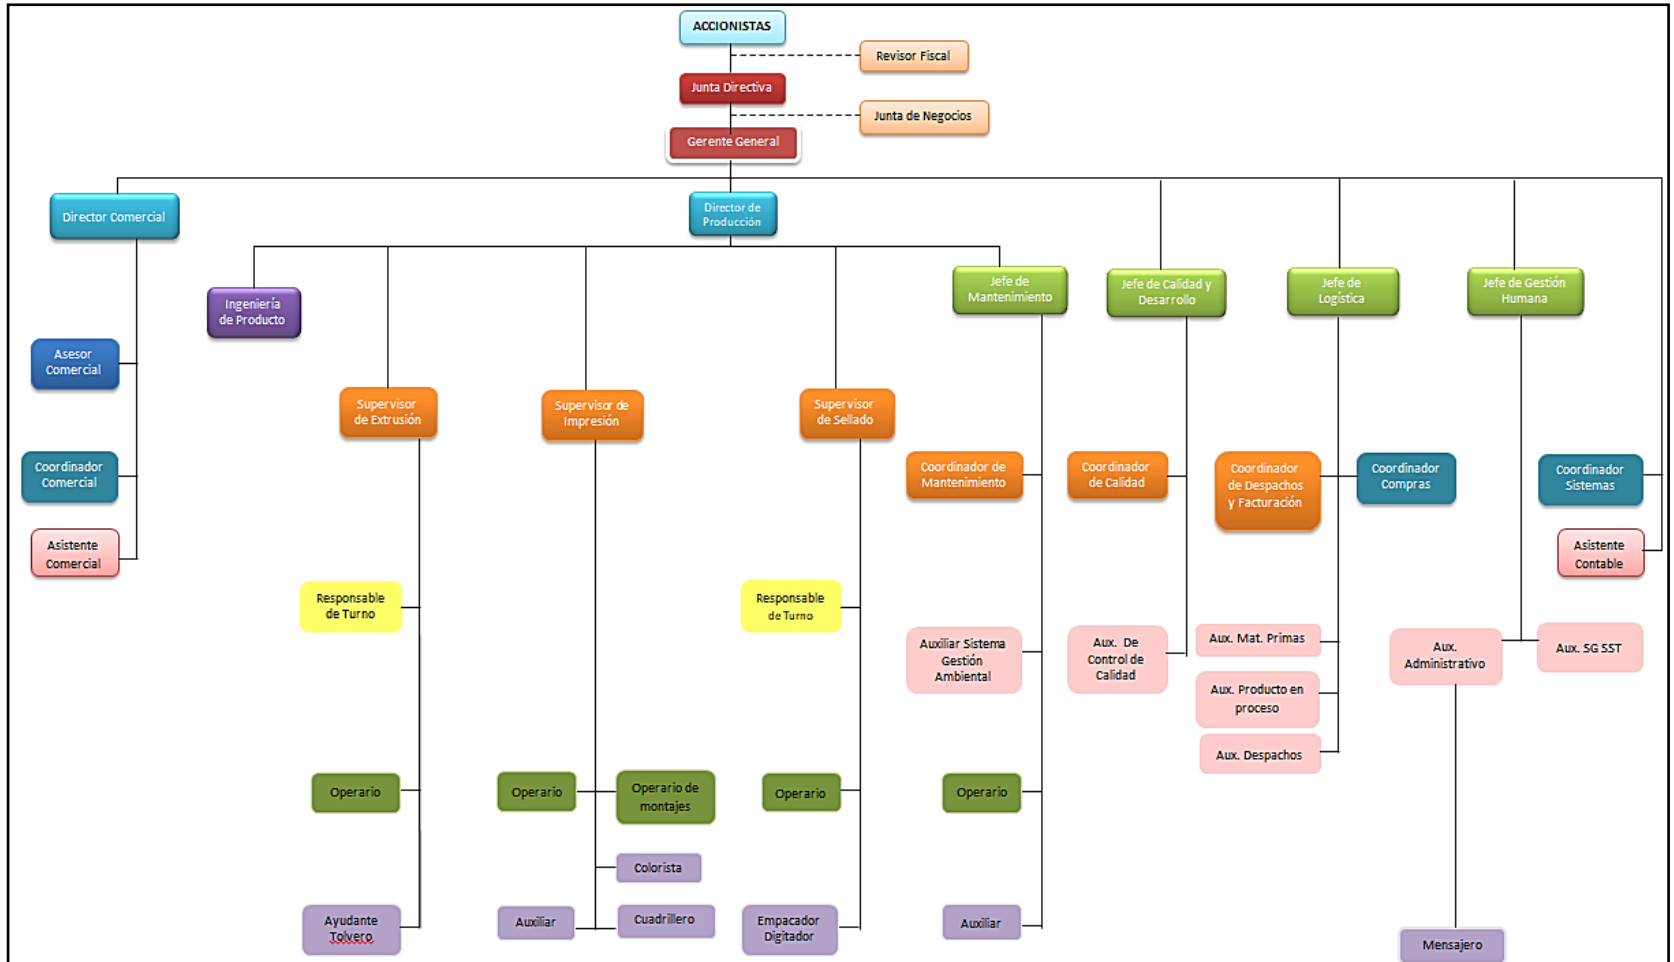 ACCIONISTAS
Revisor Fiscal
Junta Directiva
Junta de Negocios
Gerente General
Director Comercial
Director de
Producción
Ingeniería
de Producto
Jefe de
Mantenimiento
Jefe de Calidad y
Desarrollo
Jefe de
Logística
Jefe de Gestión
Humana
Asesor
Comercial
Supervisor
de Extrusión
Supervisor de
Impresión
Supervisor
de Sellado
Coordinador
Comercial
Coordinador de
Mantenimiento
Coordinador
de Calidad
Coordinador
de Despachos
y Facturación
Coordinador
Compras
Coordinador
Sistemas
Asistente
Comercial
Asistente
Contable
Responsable
de Turno
Responsable
de Turno
Auxiliar Sistema
Gestión
Ambiental
Aux. De
Control de
Calidad
Aux. Mat. Primas
Aux.
Administrativo
Aux. SG SST
Aux. Producto en
proceso
Aux. Despachos
Operario
Operario
Operario de
montajes
Operario
Operario
Colorista
Ayudante
Tolvero
Auxiliar
Cuadrillero
Empacador
Digitador
Auxiliar
Mensajero